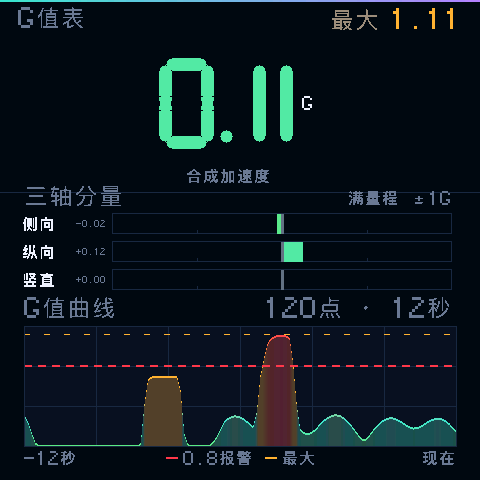 G值表 最大 1.11
0.11 G
合成加速度
三轴分量 满量程 ±1G
侧向 -0.02
纵向 +0.12
竖直 +0.00
G值曲线 120点 · 12秒
-12秒 0.8报警 最大 现在